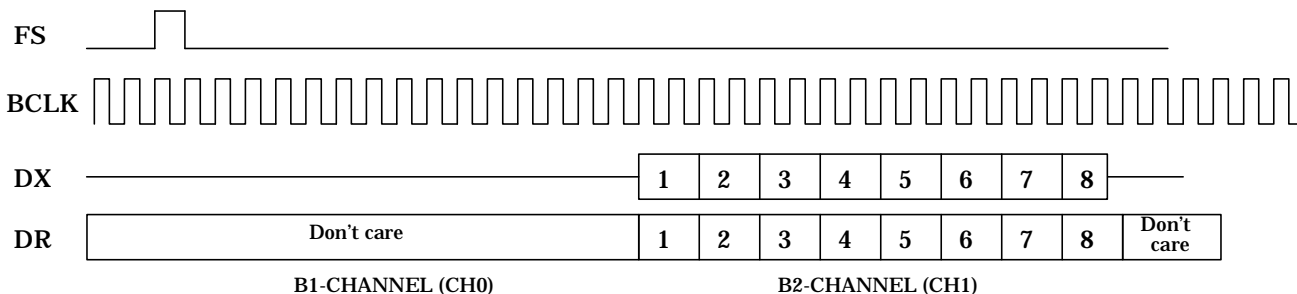 FS
BCLK
DX
1 2 3 4 5 6 7 8
DR
Don't care
1 2 3 4 5 6 7 8
Don't
care
B1-CHANNEL (CH0)
B2-CHANNEL (CH1)